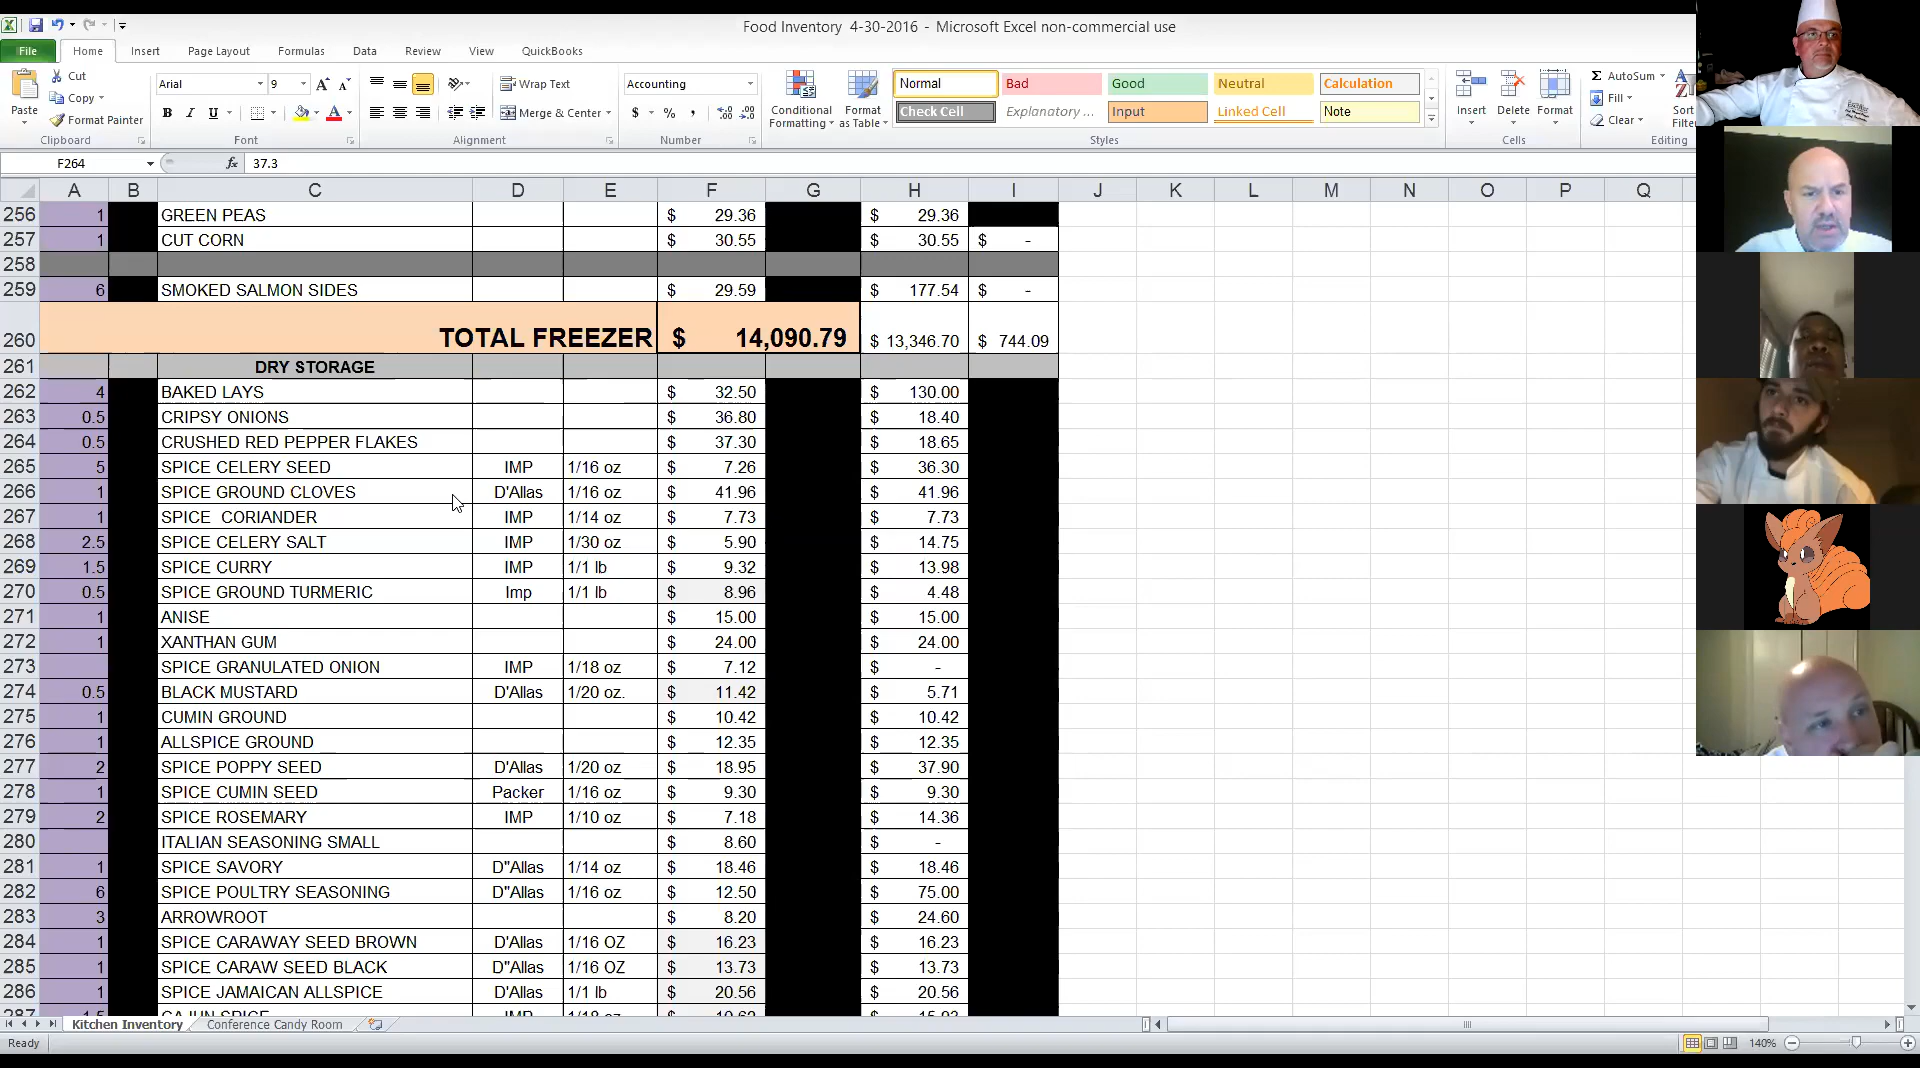 Food Inventory 4-30-2016 - Microsoft Excel non-commercial use
File Home Insert Page Layout Formulas Data Review View QuickBooks
Cut
Copy
Format Painter
Paste
Clipboard
Arial 9
B I U
Font
Wrap Text
Merge & Center
Alignment
Accounting
$ % ,
Number
Conditional Formatting
Format as Table
Normal Bad Good Neutral Calculation
Check Cell Explanatory ... Input Linked Cell Note
Styles
Insert Delete Format
Cells
AutoSum
Fill
Clear
Sort
Filter
Editing
F264 fx 37.3
A B C D E F G H I J K L M N O P Q
256 1 GREEN PEAS $ 29.36 $ 29.36
257 1 CUT CORN $ 30.55 $ 30.55 $ -
258
259 6 SMOKED SALMON SIDES $ 29.59 $ 177.54 $ -
260 TOTAL FREEZER $ 14,090.79 $ 13,346.70 $ 744.09
261 DRY STORAGE
262 4 BAKED LAYS $ 32.50 $ 130.00
263 0.5 CRIPSY ONIONS $ 36.80 $ 18.40
264 0.5 CRUSHED RED PEPPER FLAKES $ 37.30 $ 18.65
265 5 SPICE CELERY SEED IMP 1/16 oz $ 7.26 $ 36.30
266 1 SPICE GROUND CLOVES D'Allas 1/16 oz $ 41.96 $ 41.96
267 1 SPICE CORIANDER IMP 1/14 oz $ 7.73 $ 7.73
268 2.5 SPICE CELERY SALT IMP 1/30 oz $ 5.90 $ 14.75
269 1.5 SPICE CURRY IMP 1/1 lb $ 9.32 $ 13.98
270 0.5 SPICE GROUND TURMERIC Imp 1/1 lb $ 8.96 $ 4.48
271 1 ANISE $ 15.00 $ 15.00
272 1 XANTHAN GUM $ 24.00 $ 24.00
273 SPICE GRANULATED ONION IMP 1/18 oz $ 7.12 $ -
274 0.5 BLACK MUSTARD D'Allas 1/20 oz. $ 11.42 $ 5.71
275 1 CUMIN GROUND $ 10.42 $ 10.42
276 1 ALLSPICE GROUND $ 12.35 $ 12.35
277 2 SPICE POPPY SEED D'Allas 1/20 oz $ 18.95 $ 37.90
278 1 SPICE CUMIN SEED Packer 1/16 oz $ 9.30 $ 9.30
279 2 SPICE ROSEMARY IMP 1/10 oz $ 7.18 $ 14.36
280 ITALIAN SEASONING SMALL $ 8.60 $ -
281 1 SPICE SAVORY D"Allas 1/14 oz $ 18.46 $ 18.46
282 6 SPICE POULTRY SEASONING D"Allas 1/16 oz $ 12.50 $ 75.00
283 3 ARROWROOT $ 8.20 $ 24.60
284 1 SPICE CARAWAY SEED BROWN D'Allas 1/16 OZ $ 16.23 $ 16.23
285 1 SPICE CARAW SEED BLACK D"Allas 1/16 OZ $ 13.73 $ 13.73
286 1 SPICE JAMAICAN ALLSPICE D'Allas 1/1 lb $ 20.56 $ 20.56
287 1.5 CAJUN SPICE IMP 1/18 oz $ 10.62 $ 15.93
Kitchen Inventory Conference Candy Room
Ready 140%